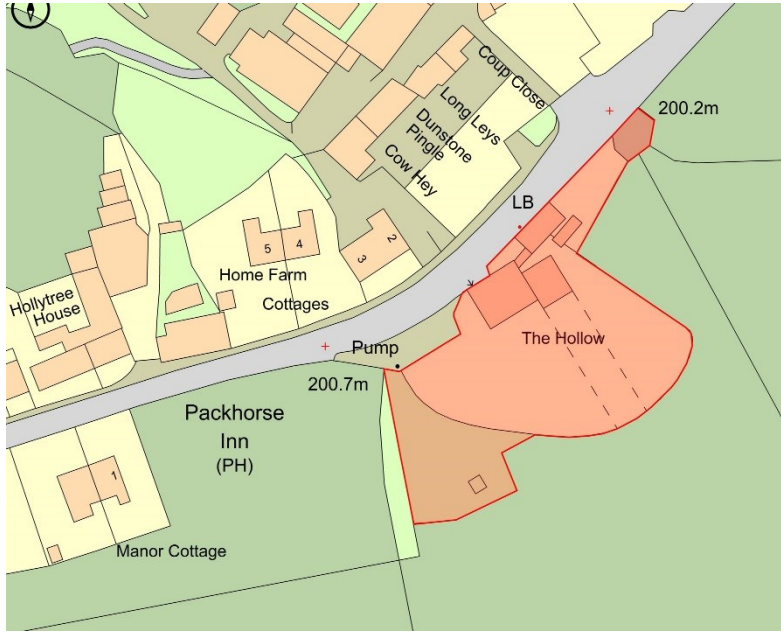 200.2m
Coup Close
Long Leys
Dunstone
Pingle
Cow Hey
LB
2
3
4
5
Home Farm
Cottages
Hollytree
House
The Hollow
Pump
200.7m
Packhorse
Inn
(PH)
1
Manor Cottage